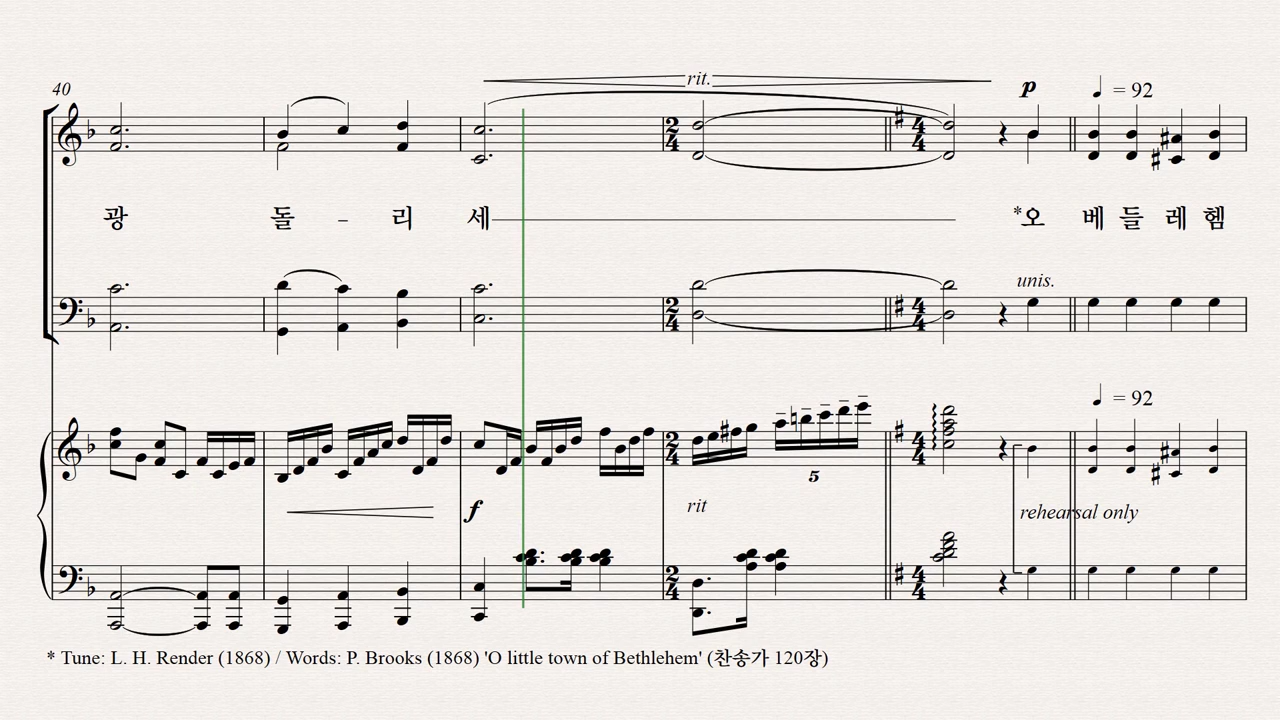 40
rit.
p
♩ = 92
광 돌 - 리 세 *오 베 들 레 헴
unis.
♩ = 92
5
f
rit
rehearsal only
* Tune: L. H. Render (1868) / Words: P. Brooks (1868) 'O little town of Bethlehem' (찬송가 120장)